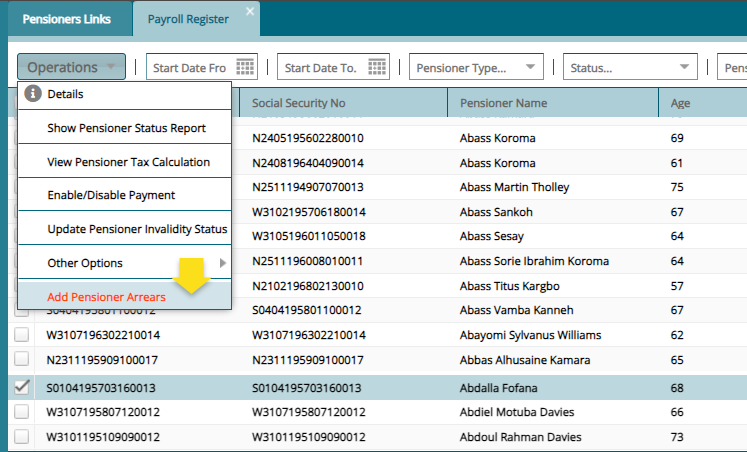 Pensioners Links
Payroll Register
Operations
Start Date Fro
Start Date To.
Pensioner Type...
Status...
Pens
Details
Show Pensioner Status Report
View Pensioner Tax Calculation
Enable/Disable Payment
Update Pensioner Invalidity Status
Other Options
Add Pensioner Arrears
Social Security No Pensioner Name Age
N2405195602280010 Abass Koroma 69
N2408196404090014 Abass Koroma 61
N2511194907070013 Abass Martin Tholley 75
W3102195706180014 Abass Sankoh 67
W3105196011050018 Abass Sesay 64
N2511196008010011 Abass Sorie Ibrahim Koroma 64
N2102196802130010 Abass Titus Kargbo 57
S0404195801100012 S0404195801100012 Abass Vamba Kanneh 67
W3107196302210014 W3107196302210014 Abayomi Sylvanus Williams 62
N2311195909100017 N2311195909100017 Abbas Alhusaine Kamara 65
S0104195703160013 S0104195703160013 Abdalla Fofana 68
W3107195807120012 W3107195807120012 Abdiel Motuba Davies 66
W3101195109090012 W3101195109090012 Abdoul Rahman Davies 73